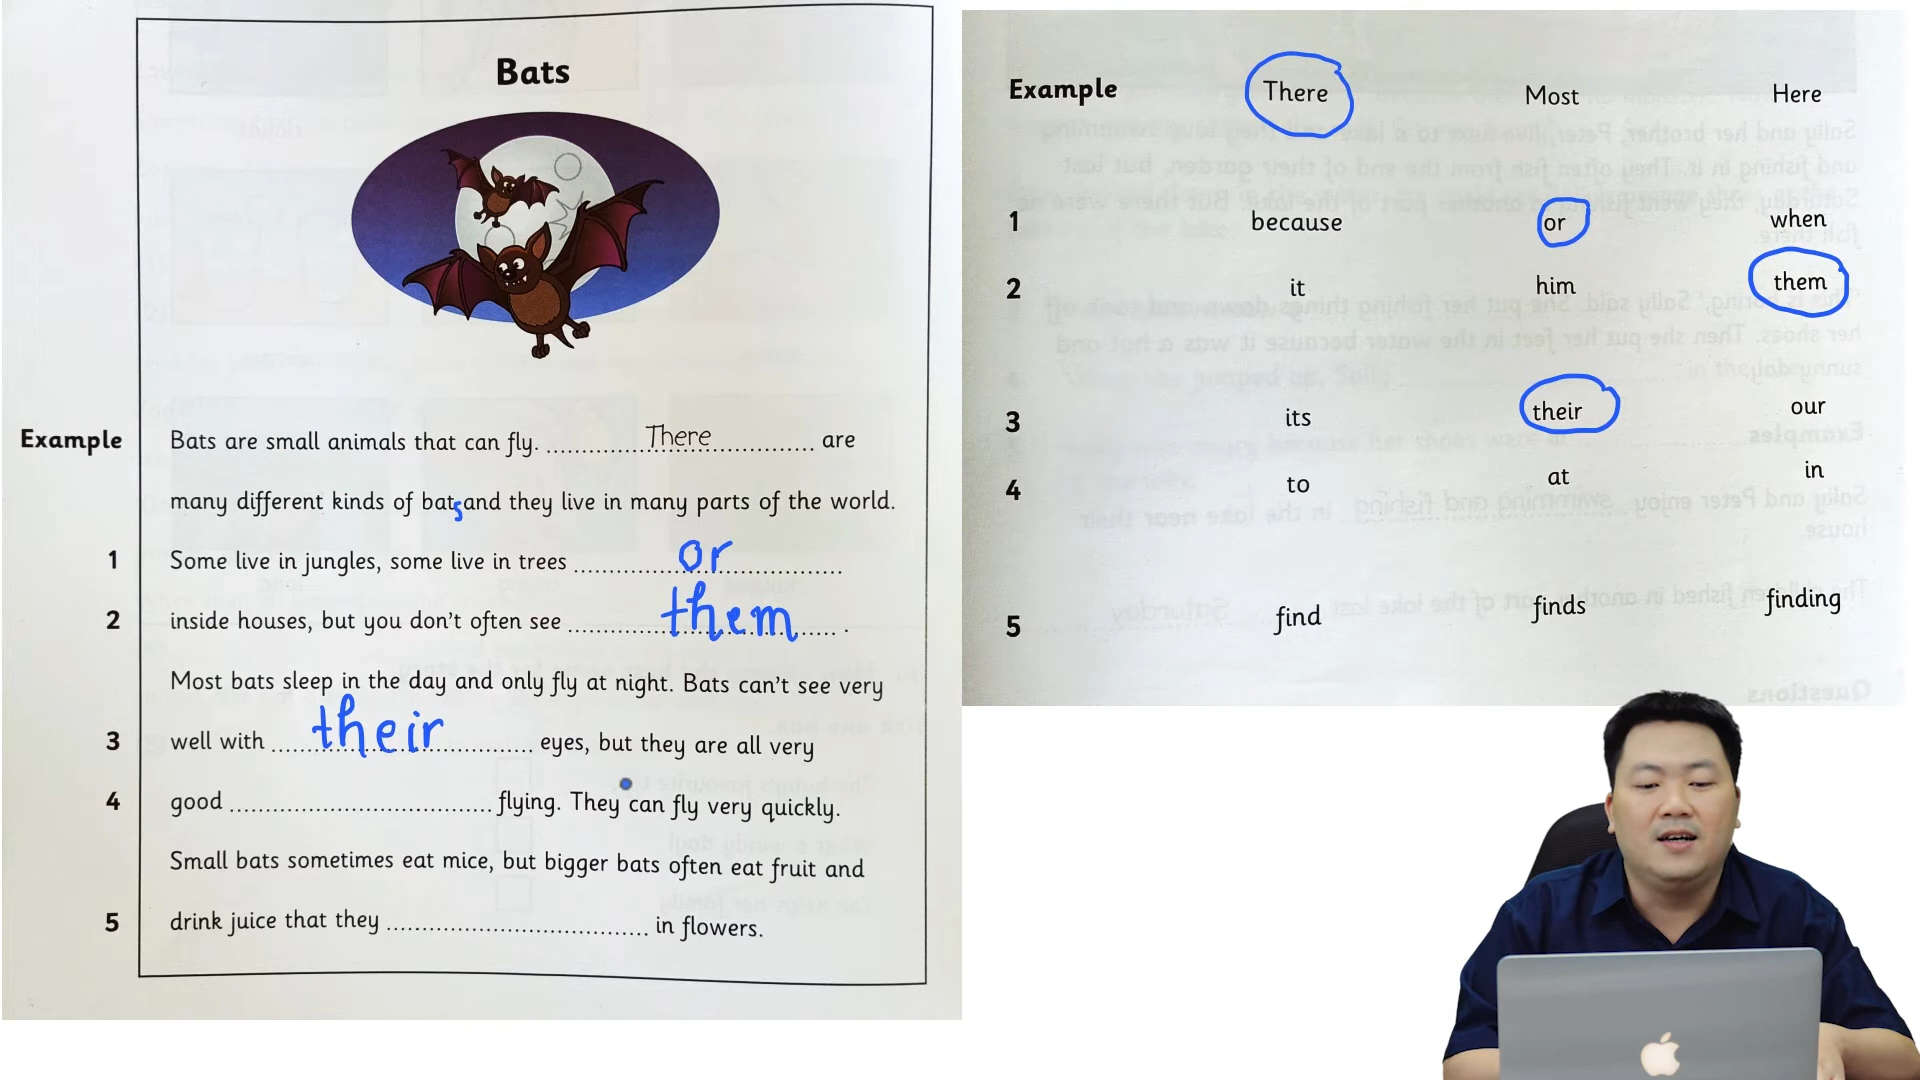 Bats
Example Bats are small animals that can fly. There are
many different kinds of bats and they live in many parts of the world.
1 Some live in jungles, some live in trees or
2 inside houses, but you don't often see them .
Most bats sleep in the day and only fly at night. Bats can't see very
3 well with their eyes, but they are all very
4 good flying. They can fly very quickly.
Small bats sometimes eat mice, but bigger bats often eat fruit and
5 drink juice that they in flowers.
Example There Most Here
1 because or when
2 it him them
3 its their our
4 to at in
5 find finds finding